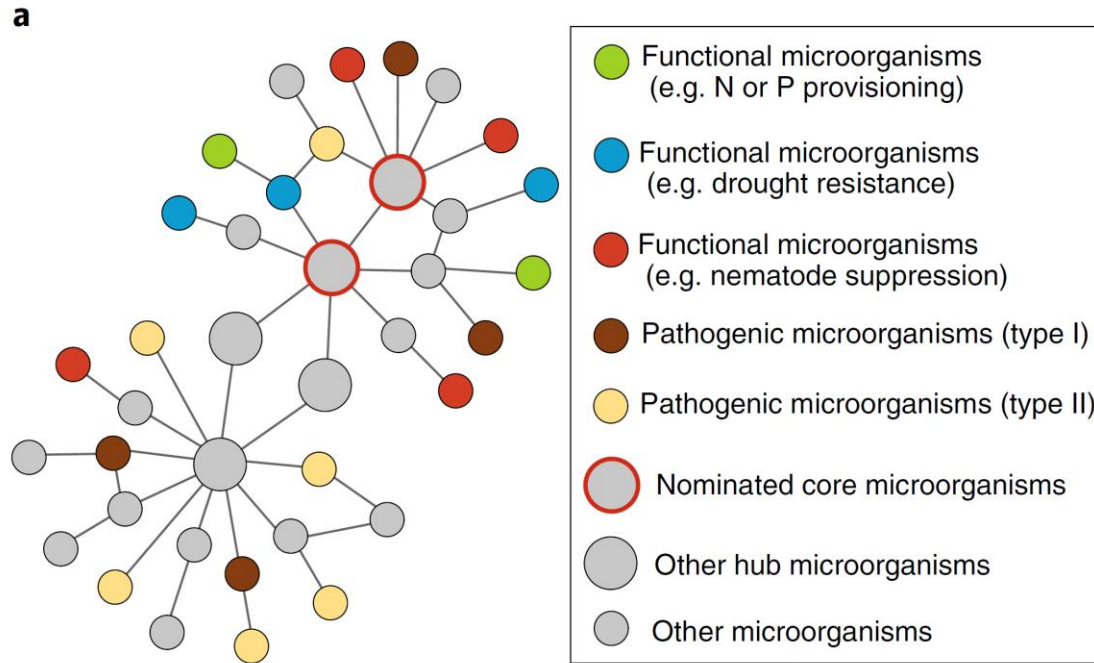 a
Functional microorganisms
(e.g. N or P provisioning)
Functional microorganisms
(e.g. drought resistance)
Functional microorganisms
(e.g. nematode suppression)
Pathogenic microorganisms (type I)
Pathogenic microorganisms (type II)
Nominated core microorganisms
Other hub microorganisms
Other microorganisms